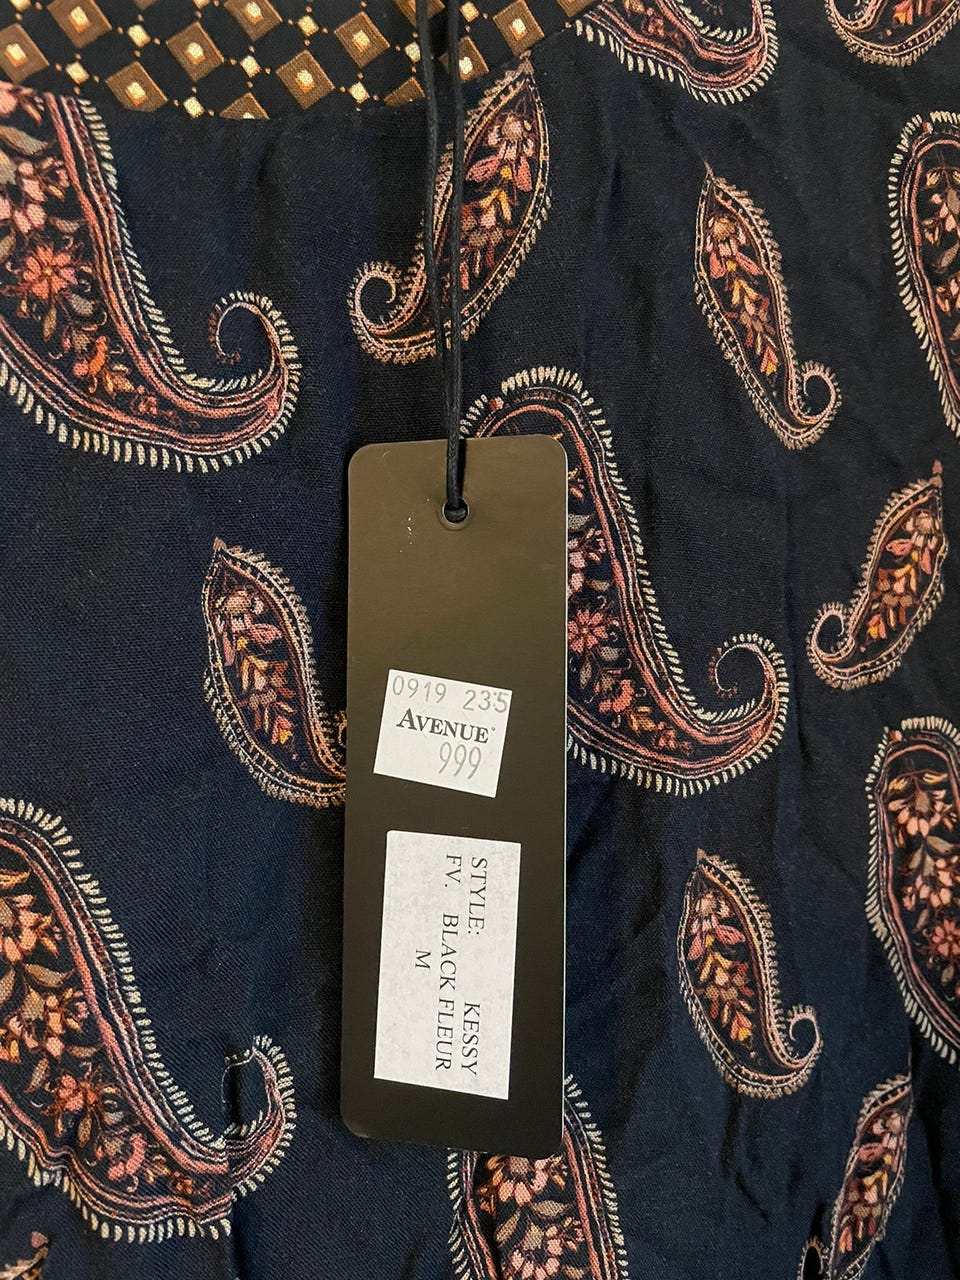 0919 235
AVENUE
999
STYLE: KESSY
FV. BLACK FLEUR
M